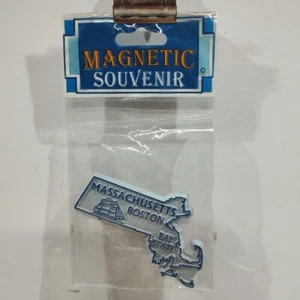 MAGNETIC
SOUVENIR
©
MASSACHUSETTS
BOSTON
BAY
STATE